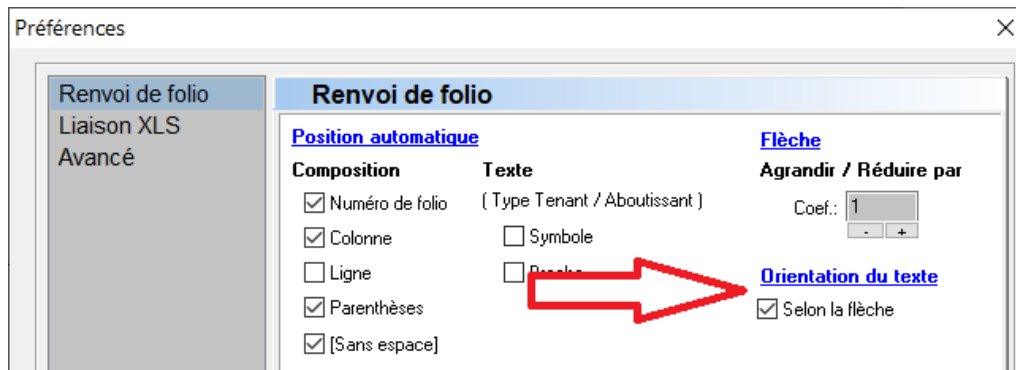 Préférences
Renvoi de folio
Liaison XLS
Avancé
Renvoi de folio
Position automatique
Composition
Numéro de folio
Colonne
Ligne
Parenthèses
[Sans espace]
Texte
( Type Tenant / Aboutissant )
Symbole
Flèche
Agrandir / Réduire par
Coef.: 1
- +
Orientation du texte
Selon la flèche